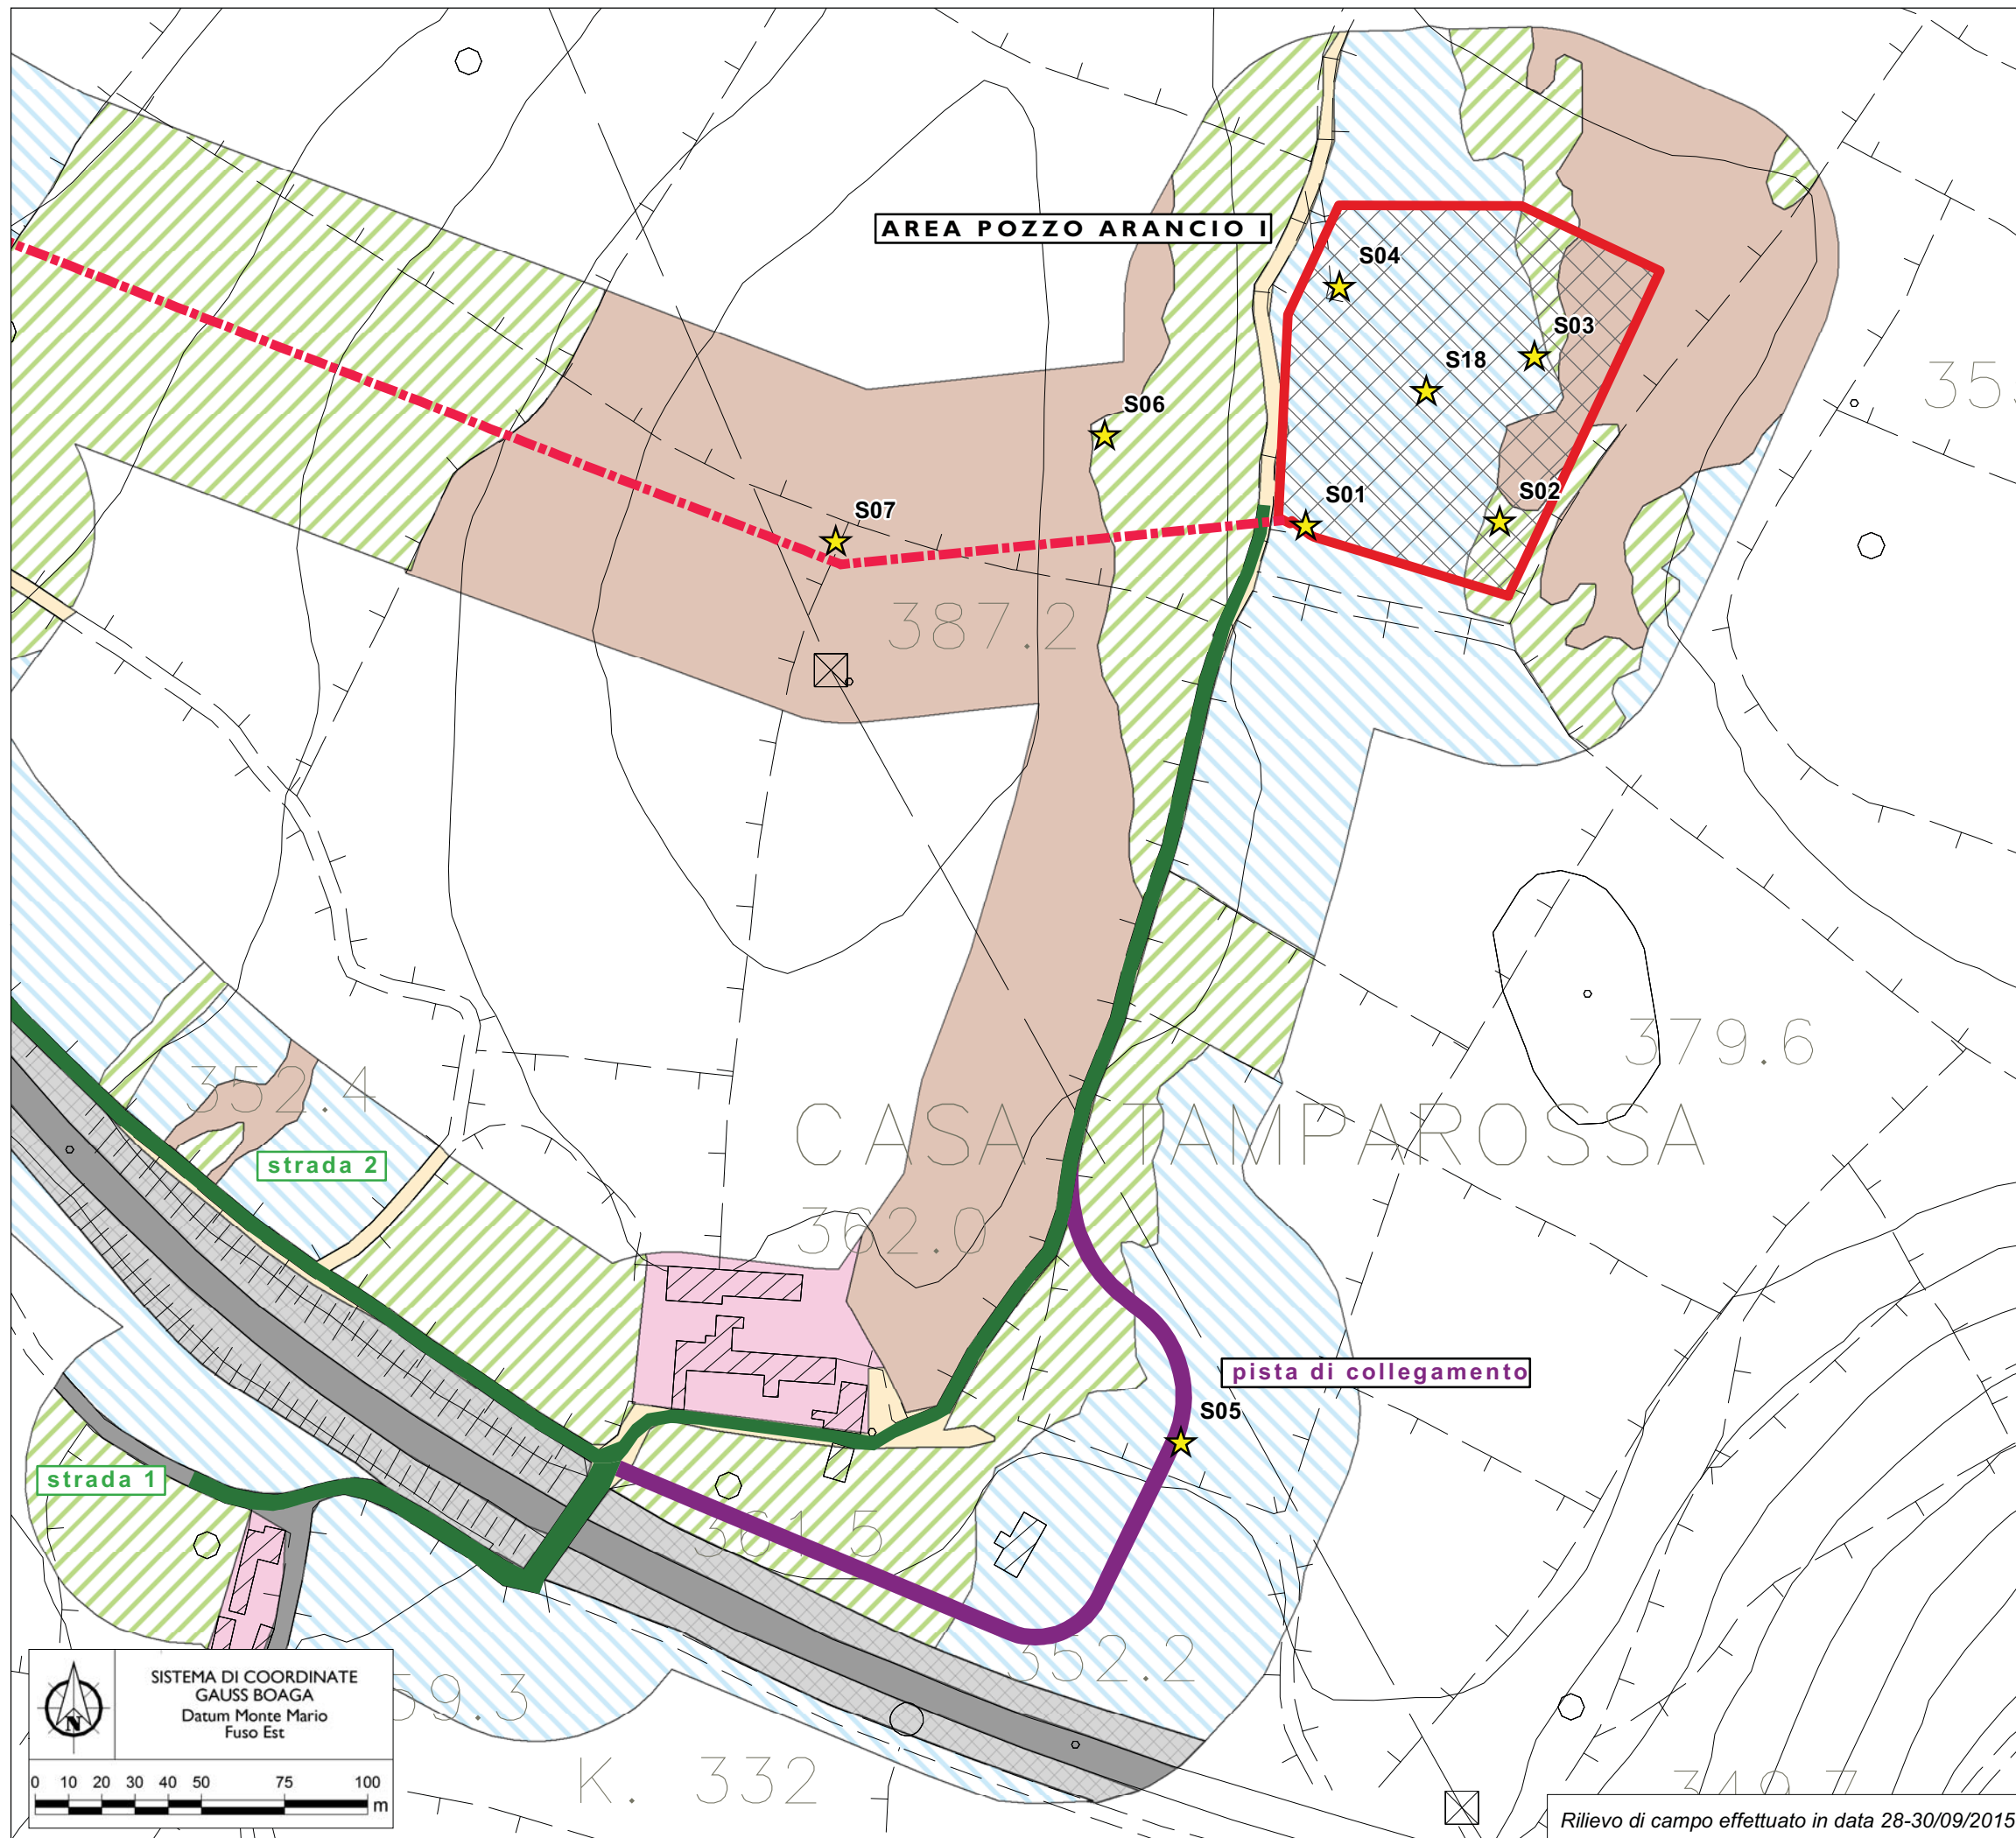 AREA POZZO ARANCIO 1
S04
S03
S18
S06
S02
S01
S07
387.2
379.6
352.4
CASA TAMPAROSSA
strada 2
362.0
pista di collegamento
S05
strada 1
361.5
352.2
SISTEMA DI COORDINATE
GAUSS BOAGA
Datum Monte Mario
Fuso Est
N
0 10 20 30 40 50 75 100
m
K. 332
Rilievo di campo effettuato in data 28-30/09/2015